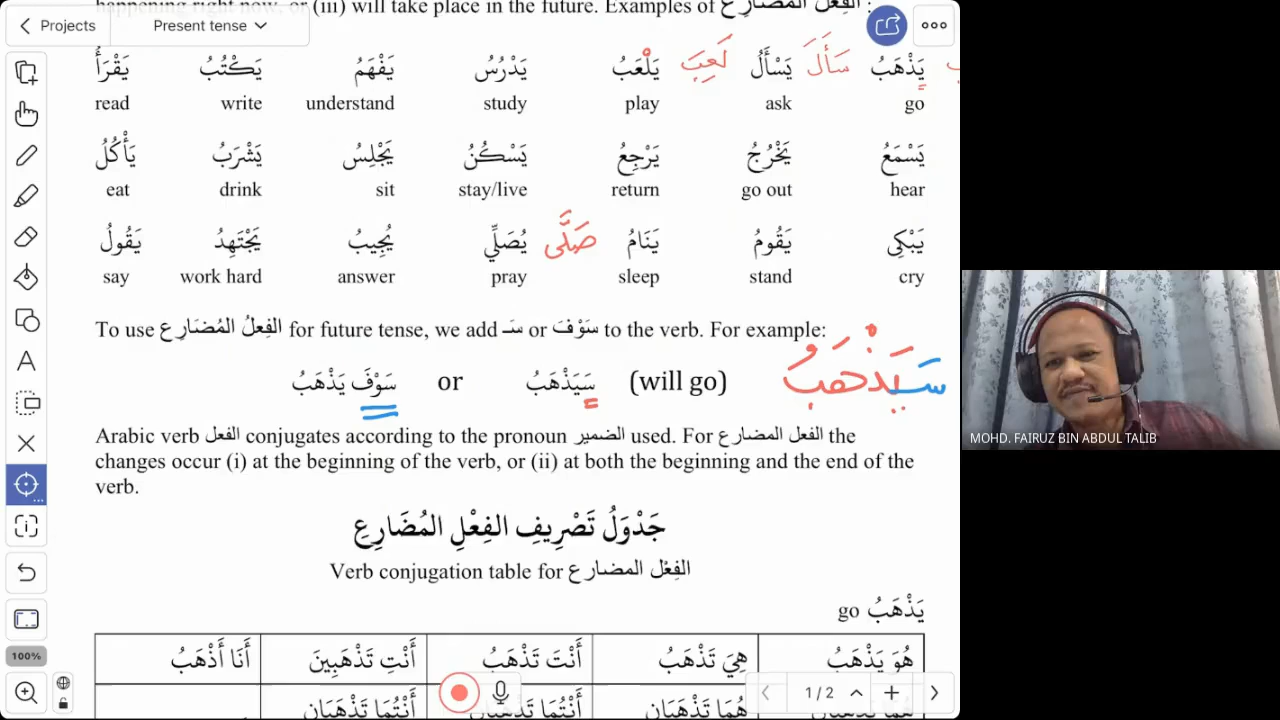 happening right now, or (iii) will take place in the future. Examples of الفِعْل المُضَارِع :
Projects
Present tense
يَذْهَبُ سَأَلَ يَسْأَلُ لَعِبَ يَلْعَبُ يَدْرُسُ يَفْهَمُ يَكْتُبُ يَقْرَأُ
go ask play study understand write read
يَسْمَعُ يَخْرُجُ يَرْجِعُ يَسْكُنُ يَجْلِسُ يَشْرَبُ يَأْكُلُ
hear go out return stay/live sit drink eat
يَبْكِى يَقُومُ يَنَامُ صَلَّى يُصَلِّي يُجِيبُ يَجْتَهِدُ يَقُولُ
cry stand sleep pray answer work hard say
To use الفِعلُ المُضَارِع for future tense, we add سَـ or سَوْفَ to the verb. For example:
سَوْفَ يَذْهَبُ or سَيَذْهَبُ (will go) سَيَذْهَبُ
Arabic verb الفعل conjugates according to the pronoun الضمير used. For الفعل المضارع the
changes occur (i) at the beginning of the verb, or (ii) at both the beginning and the end of the
verb.
جَدْوَلُ تَصْرِيفِ الفِعْلِ المُضَارِعِ
Verb conjugation table for الفِعْل المضارع
يَذْهَبُ go
هُوَ يَذْهَبُ هِيَ تَذْهَبُ أَنْتَ تَذْهَبُ أَنْتِ تَذْهَبِينَ أَنَا أَذْهَبُ
هُمَا تَذْهَبَانِ أَنْتُمَا تَذْهَبَانِ
100%
1/2
MOHD. FAIRUZ BIN ABDUL TALIB